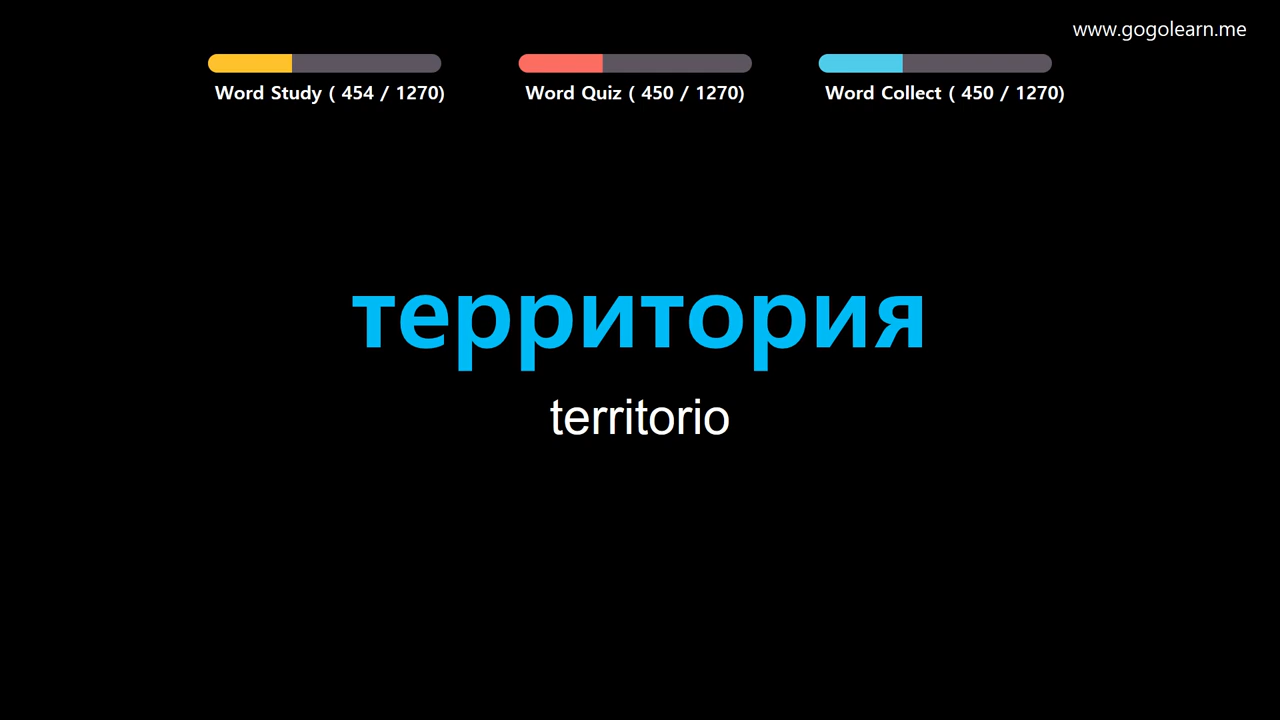 www.gogolearn.me
Word Study ( 454 / 1270)
Word Quiz ( 450 / 1270)
Word Collect ( 450 / 1270)
территория
territorio